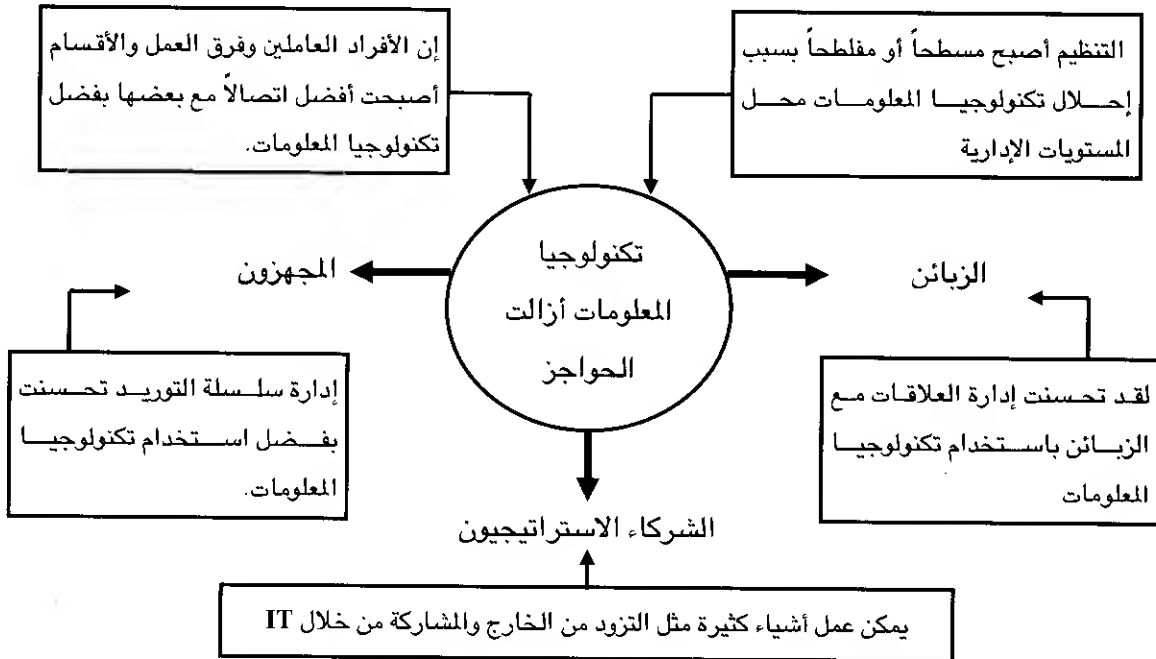 التنظيم أصبح مسطحاً أو مفلطحاً بسبب
إحلال تكنولوجيا المعلومات محل
المستويات الإدارية
إن الأفراد العاملين وفرق العمل والأقسام
أصبحت أفضل اتصالاً مع بعضها بفضل
تكنولوجيا المعلومات.
تكنولوجيا
المعلومات أزالت
الحواجز
الزبائن
المجهزون
لقد تحسنت إدارة العلاقات مع
الزبائن باستخدام تكنولوجيا
المعلومات
إدارة سلسلة التوريد تحسنت
بفضل استخدام تكنولوجيا
المعلومات.
الشركاء الاستراتيجيون
يمكن عمل أشياء كثيرة مثل التزود من الخارج والمشاركة من خلال IT